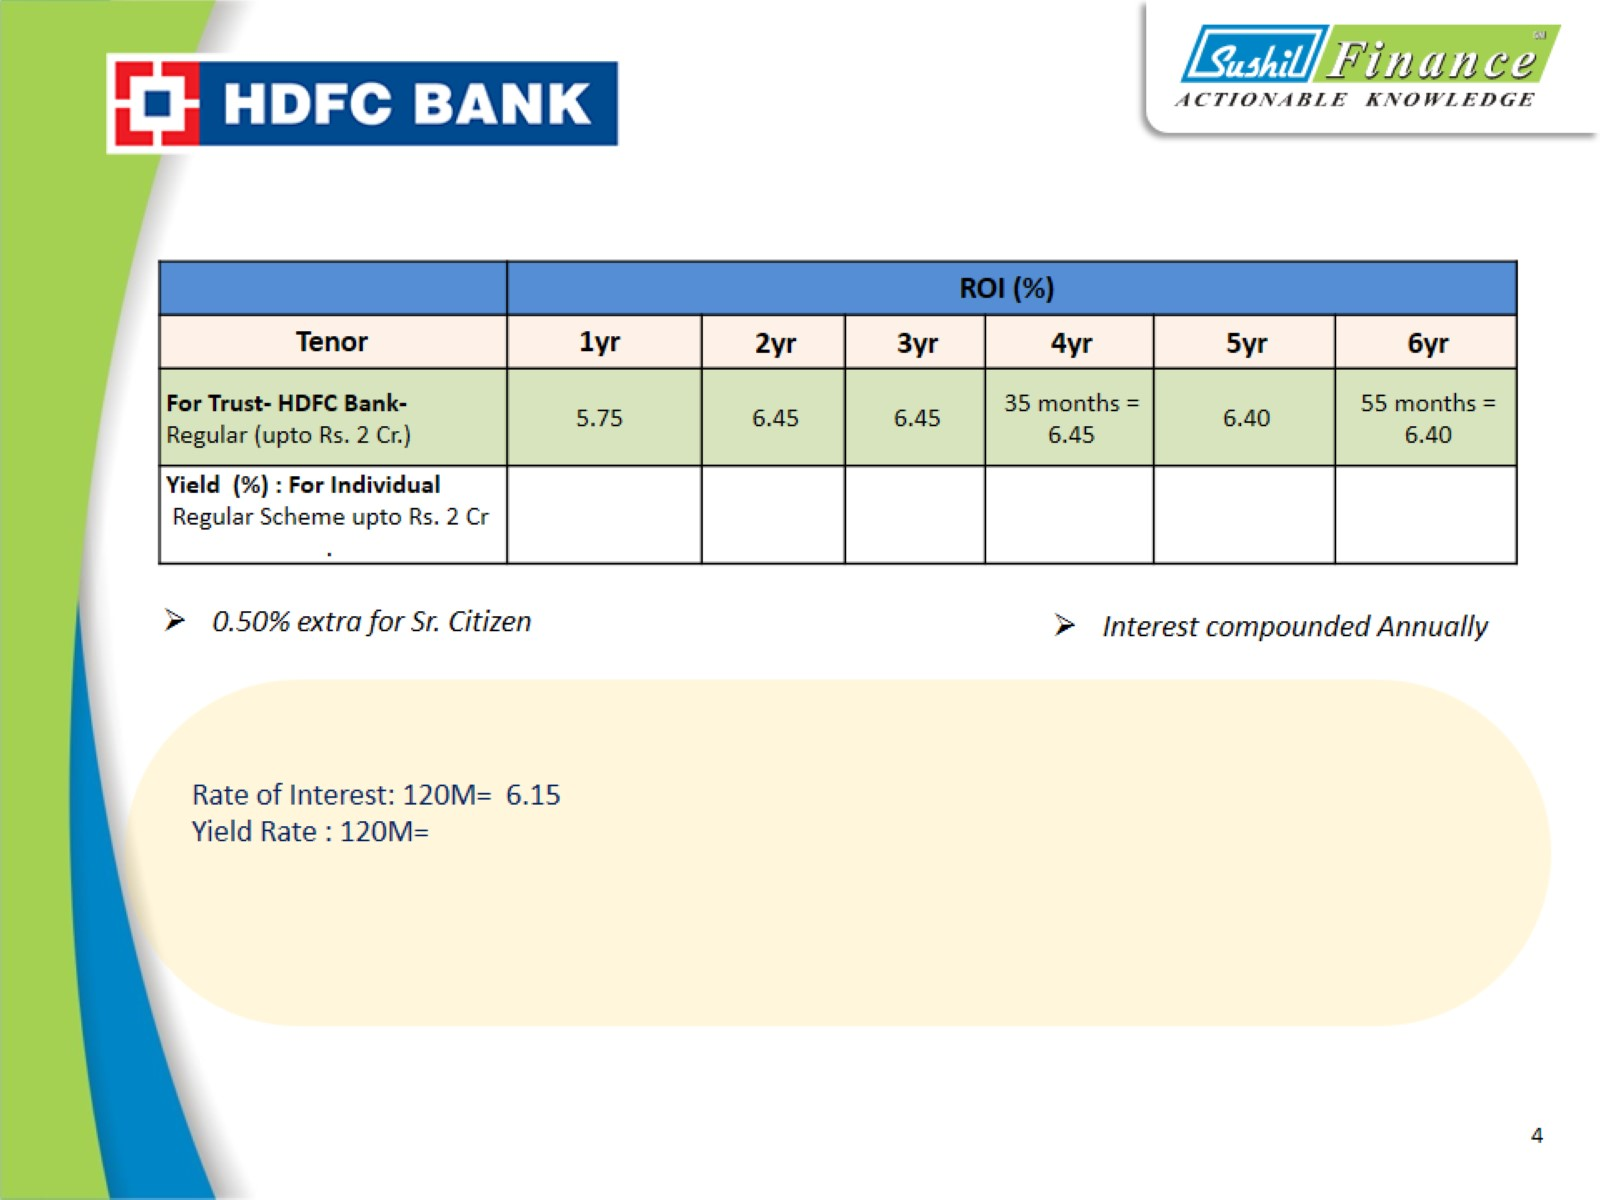 HDFC BANK
Sushil Finance
SM
ACTIONABLE KNOWLEDGE
ROI (%)
Tenor 1yr 2yr 3yr 4yr 5yr 6yr
For Trust- HDFC Bank-
Regular (upto Rs. 2 Cr.) 5.75 6.45 6.45 35 months = 6.45 6.40 55 months = 6.40
Yield (%) : For Individual
Regular Scheme upto Rs. 2 Cr
.
➢ 0.50% extra for Sr. Citizen
➢ Interest compounded Annually
Rate of Interest: 120M= 6.15
Yield Rate : 120M=
4